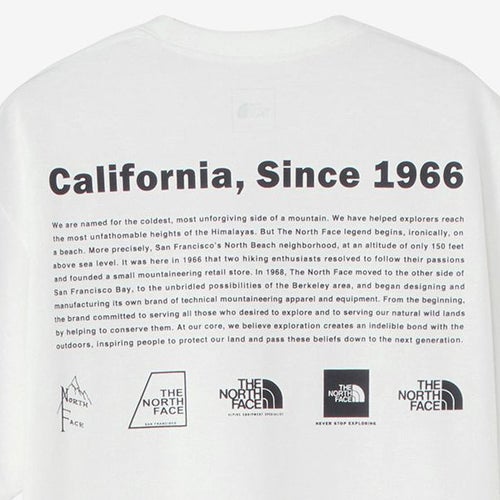 California, Since 1966
We are named for the coldest, most unforgiving side of a mountain. We have helped explorers reach
the most unfathomable heights of the Himalayas. But The North Face legend begins, ironically, on
a beach. More precisely, San Francisco's North Beach neighborhood, at an altitude of only 150 feet
above sea level. It was here in 1966 that two hiking enthusiasts resolved to follow their passions
and founded a small mountaineering retail store. In 1968, The North Face moved to the other side of
San Francisco Bay, to the unbridled possibilities of the Berkeley area, and began designing and
manufacturing its own brand of technical mountaineering apparel and equipment. From the beginning,
the brand committed to serving all those who desired to explore and to serving our natural wild lands
by helping to conserve them. At our core, we believe exploration creates an indelible bond with the
outdoors, inspiring people to protect our land and pass these beliefs down to the next generation.
North
Face
THE
NORTH
FACE
SAN FRANCISCO
THE
NORTH
FACE
ALPINE EQUIPMENT SPECIALIST
THE
NORTH
FACE
NEVER STOP EXPLORING
THE
NORTH
FACE